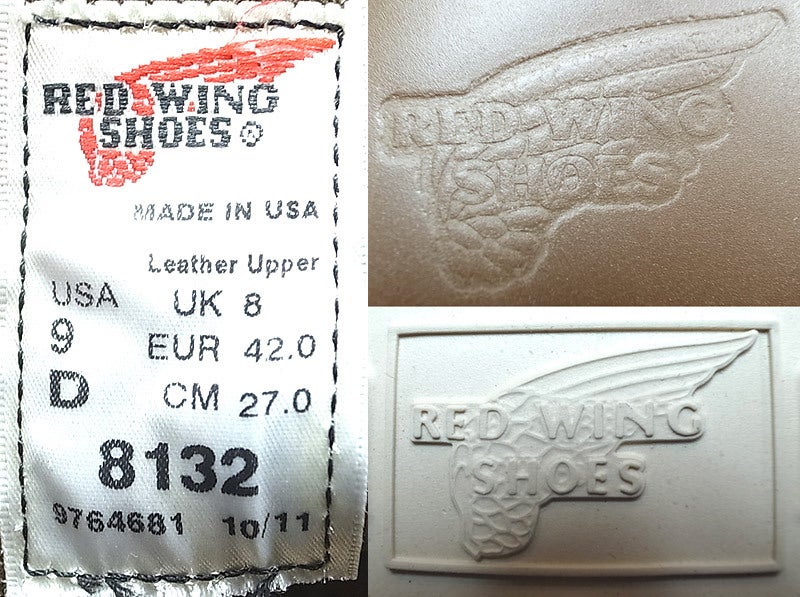 RED WING
SHOES®
MADE IN USA
Leather Upper
USA
9
D
UK 8
EUR 42.0
CM 27.0
8132
9764681 10/11
RED WING
SHOES
RED WING
SHOES